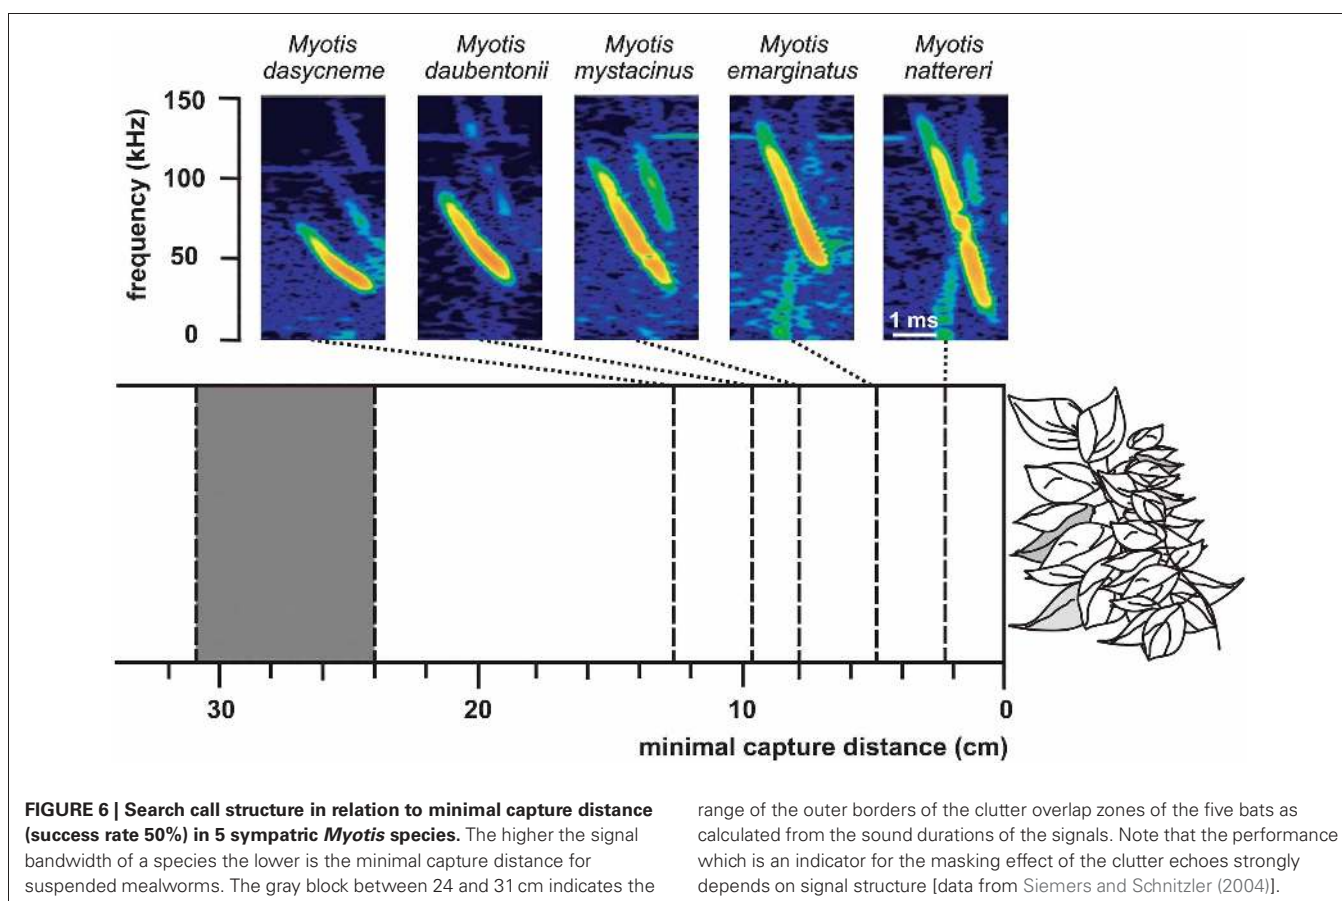 Myotis dasycneme
Myotis daubentonii
Myotis mystacinus
Myotis emarginatus
Myotis nattereri
frequency (kHz)
150
100
50
0
1 ms
30
20
10
0
minimal capture distance (cm)
FIGURE 6 | Search call structure in relation to minimal capture distance
(success rate 50%) in 5 sympatric Myotis species. The higher the signal
bandwidth of a species the lower is the minimal capture distance for
suspended mealworms. The gray block between 24 and 31 cm indicates the
range of the outer borders of the clutter overlap zones of the five bats as
calculated from the sound durations of the signals. Note that the performance
which is an indicator for the masking effect of the clutter echoes strongly
depends on signal structure [data from Siemers and Schnitzler (2004)].